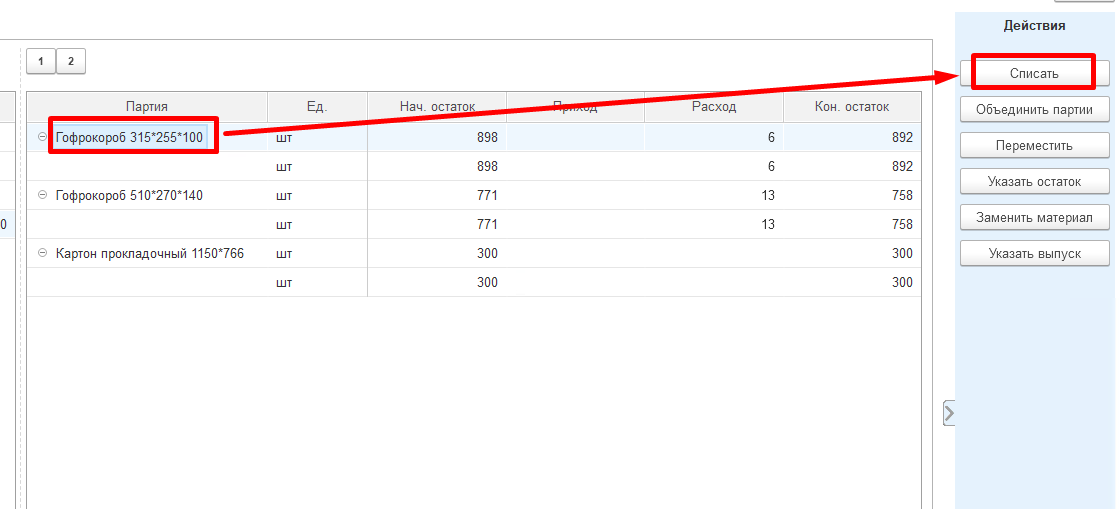 Действия
1 2
Списать
Партия Ед. Нач. остаток Приход Расход Кон. остаток
Объединить партии
Гофрокороб 315*255*100 шт 898 6 892
Переместить
шт 898 6 892
Указать остаток
Гофрокороб 510*270*140 шт 771 13 758
Заменить материал
0 шт 771 13 758
Указать выпуск
Картон прокладочный 1150*766 шт 300 300
шт 300 300